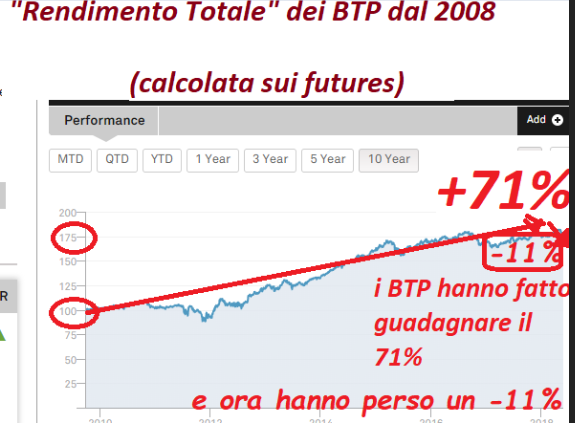 "Rendimento Totale" dei BTP dal 2008
(calcolata sui futures)
Performance
Add
MTD QTD YTD 1 Year 3 Year 5 Year 10 Year
+71%
200
175
-11%
150
125
i BTP hanno fatto
100
guadagnare il
75
71%
50
25
e ora hanno perso un -11%
2010 2012 2014 2016 2018
R